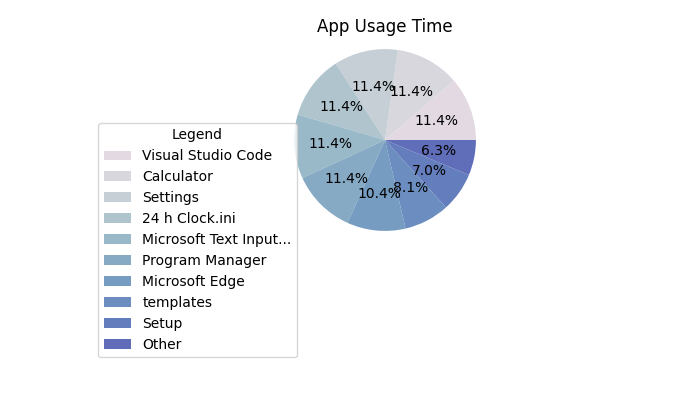 App Usage Time
11.4%
11.4%
11.4%
11.4%
11.4%
11.4%
10.4%
8.1%
7.0%
6.3%
Legend
Visual Studio Code
Calculator
Settings
24 h Clock.ini
Microsoft Text Input...
Program Manager
Microsoft Edge
templates
Setup
Other